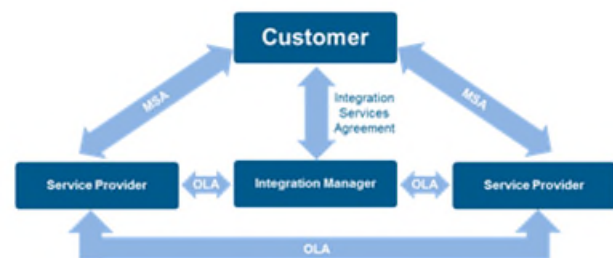 Customer
MSA
Integration
Services
Agreement
MSA
Service Provider
OLA
Integration Manager
OLA
Service Provider
OLA